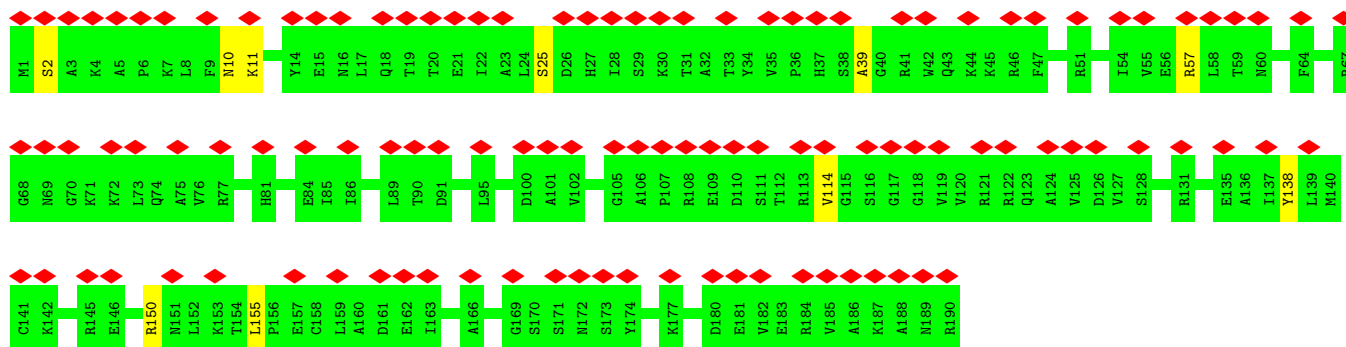 M1 S2 A3 K4 A5 P6 K7 L8 F9 N10 K11 Y14 E15 N16 L17 Q18 T19 T20 E21 I22 A23 L24 S25 D26 H27 I28 S29 K30 T31 A32 T33 Y34 V35 P36 H37 S38 A39 G40 R41 W42 Q43 K44 K45 R46 F47 R51 I54 V55 E56 R57 L58 T59 N60 F64 R67
G68 N69 G70 K71 K72 L73 Q74 A75 V76 R77 H81 E84 I85 I86 L89 T90 D91 L95 D100 A101 V102 G105 A106 P107 R108 E109 D110 S111 T112 R113 V114 G115 S116 G117 G118 V119 V120 R121 R122 Q123 A124 V125 D126 V127 S128 R131 E135 A136 I137 Y138 L139 M140
C141 K142 R145 E146 R150 N151 L152 K153 T154 L155 P156 E157 C158 L159 A160 D161 E162 I163 A166 G169 S170 S171 N172 S173 Y174 K177 D180 E181 V182 E183 R184 V185 A186 K187 A188 N189 R190